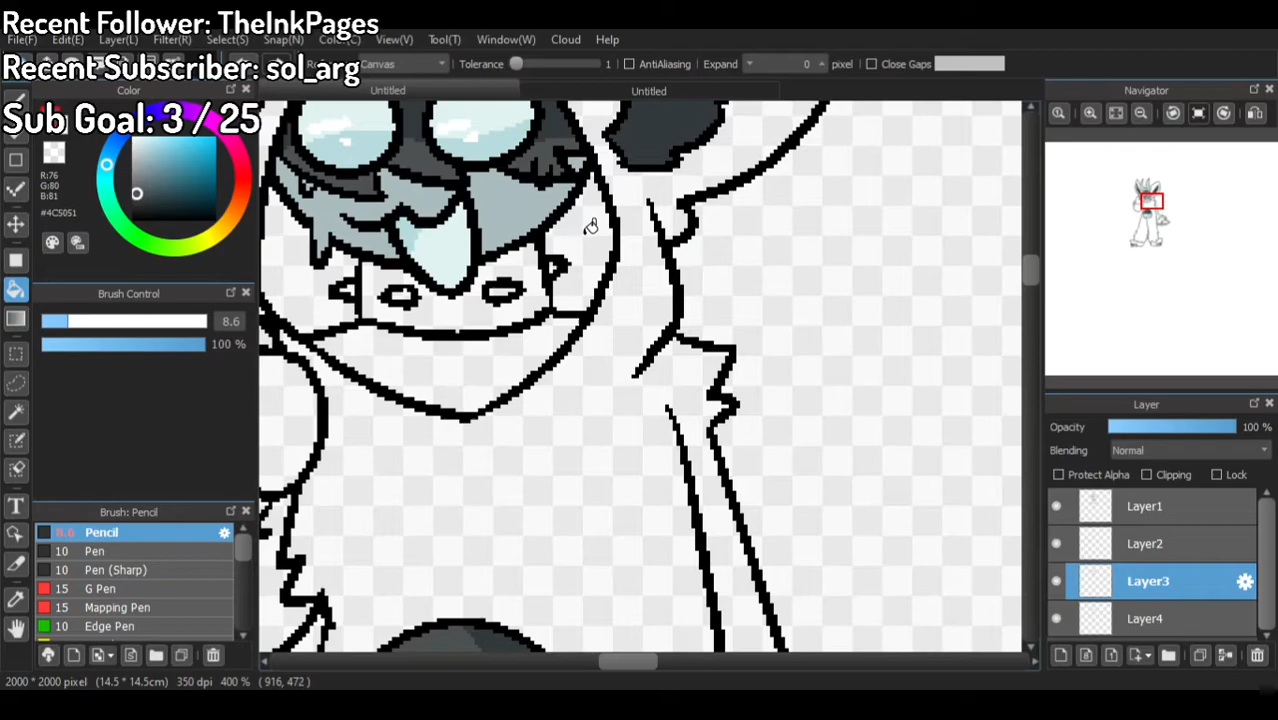 Recent Follower: TheInkPages
File(F) Edit(E) Layer(L) Filter(R) Select(S) Snap(N) Color(C) View(V) Tool(T) Window(W) Cloud Help
Recent Subscriber: sol_arg
Canvas Tolerance 1 AntiAliasing Expand 0 pixel Close Gaps
Color Untitled Untitled Navigator
Sub Goal: 3 / 25
R:76
G:80
B:81
#4C5051
Brush Control
8.6
100 %
Layer
Opacity 100 %
Blending Normal
Protect Alpha Clipping Lock
Layer1
Layer2
Layer3
Layer4
Brush: Pencil
8.6 Pencil
10 Pen
10 Pen (Sharp)
15 G Pen
15 Mapping Pen
10 Edge Pen
2000 * 2000 pixel (14.5 * 14.5cm) 350 dpi 400 % ( 916, 472 )